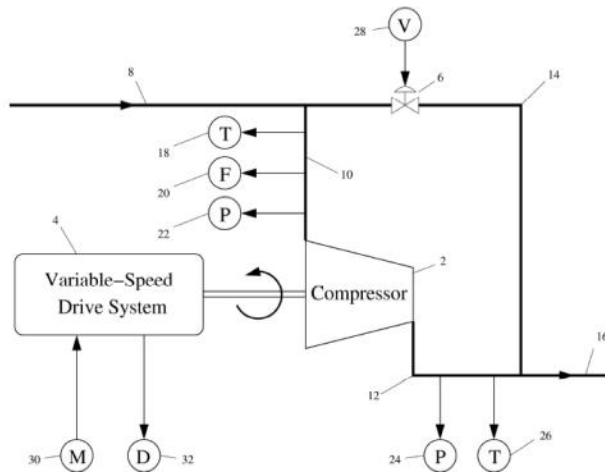 V
28
6
8
14
T
18
10
F
20
P
22
4
2
Variable−Speed
Drive System
Compressor
16
12
30
M
D
32
24
P
T
26